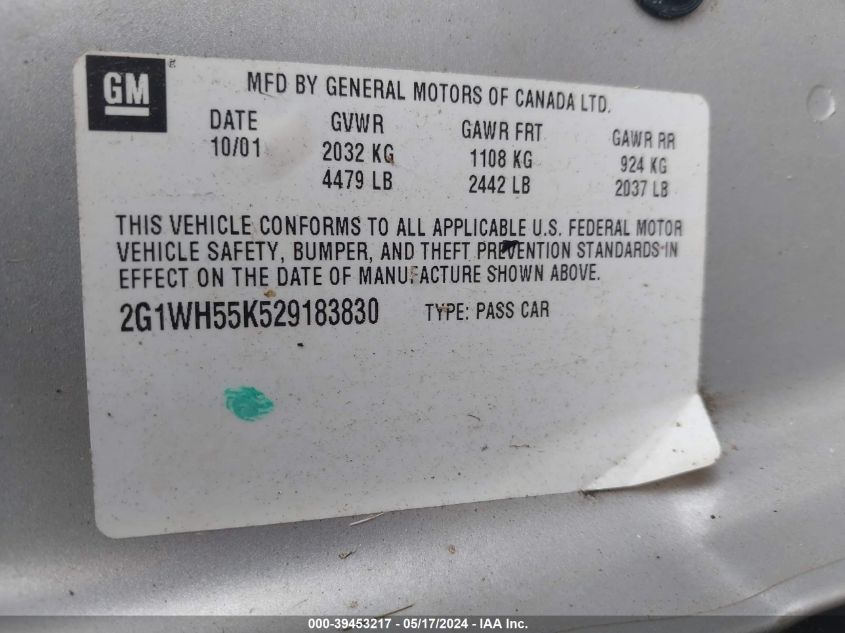 GM
MFD BY GENERAL MOTORS OF CANADA LTD.
DATE GVWR GAWR FRT GAWR RR
10/01 2032 KG 1108 KG 924 KG
4479 LB 2442 LB 2037 LB
THIS VEHICLE CONFORMS TO ALL APPLICABLE U.S. FEDERAL MOTOR
VEHICLE SAFETY, BUMPER, AND THEFT PREVENTION STANDARDS IN
EFFECT ON THE DATE OF MANUFACTURE SHOWN ABOVE.
2G1WH55K529183830 TYPE: PASS CAR
000-39453217 - 05/17/2024 - IAA Inc.